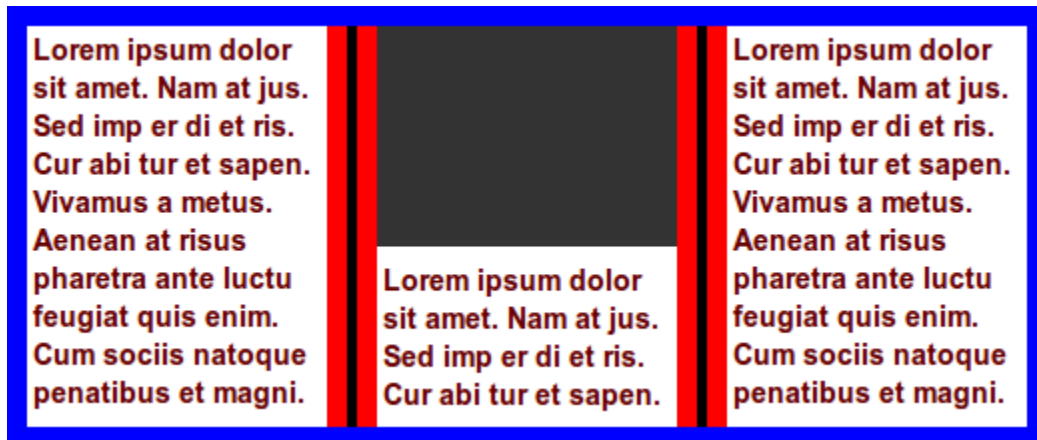 Lorem ipsum dolor
sit amet. Nam at jus.
Sed imp er di et ris.
Cur abi tur et sapen.
Vivamus a metus.
Aenean at risus
pharetra ante luctu
feugiat quis enim.
Cum sociis natoque
penatibus et magni.
Lorem ipsum dolor
sit amet. Nam at jus.
Sed imp er di et ris.
Cur abi tur et sapen.
Lorem ipsum dolor
sit amet. Nam at jus.
Sed imp er di et ris.
Cur abi tur et sapen.
Vivamus a metus.
Aenean at risus
pharetra ante luctu
feugiat quis enim.
Cum sociis natoque
penatibus et magni.